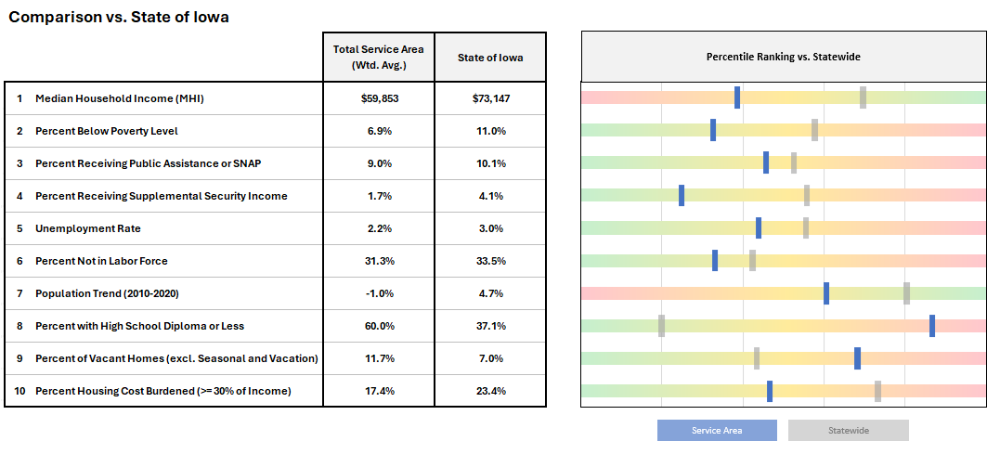 Comparison vs. State of Iowa
Total Service Area
(Wtd. Avg.)
State of Iowa
Percentile Ranking vs. Statewide
1 Median Household Income (MHI) $59,853 $73,147
2 Percent Below Poverty Level 6.9% 11.0%
3 Percent Receiving Public Assistance or SNAP 9.0% 10.1%
4 Percent Receiving Supplemental Security Income 1.7% 4.1%
5 Unemployment Rate 2.2% 3.0%
6 Percent Not in Labor Force 31.3% 33.5%
7 Population Trend (2010-2020) -1.0% 4.7%
8 Percent with High School Diploma or Less 60.0% 37.1%
9 Percent of Vacant Homes (excl. Seasonal and Vacation) 11.7% 7.0%
10 Percent Housing Cost Burdened (>= 30% of Income) 17.4% 23.4%
Service Area
Statewide